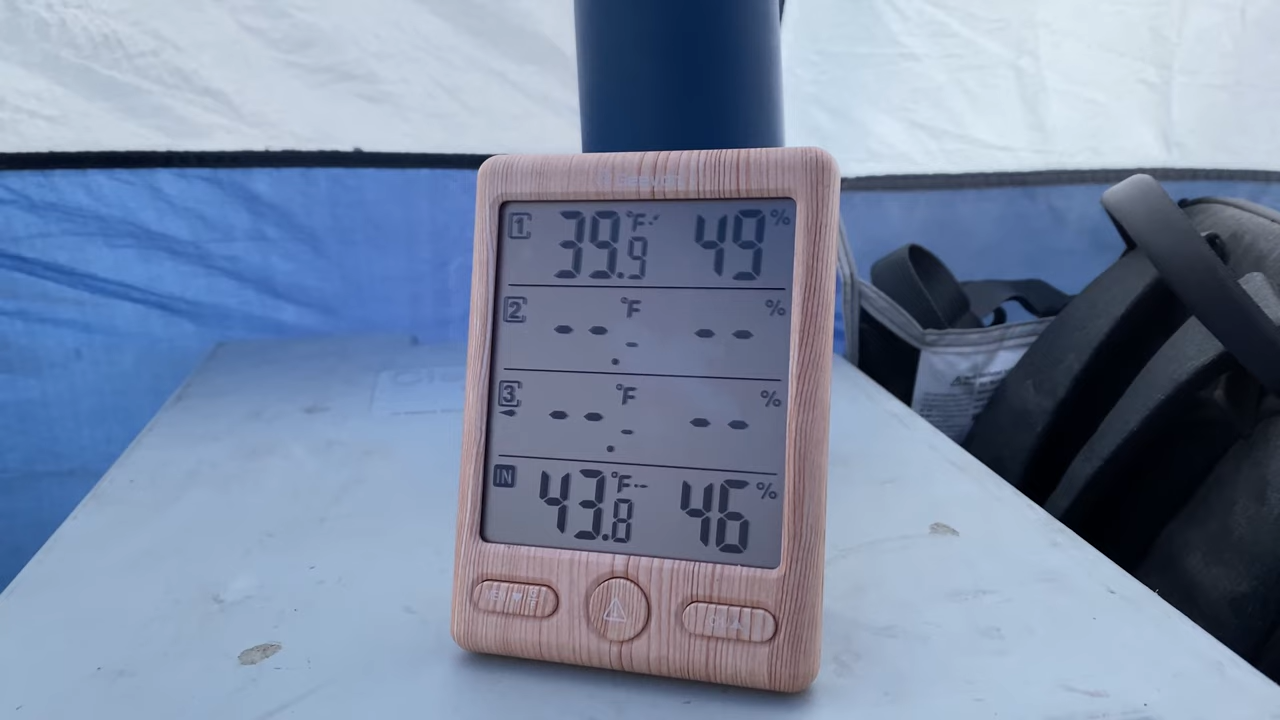 1 39.9 °F 49 %
2 -- . - °F -- %
3 -- . - °F -- %
IN 43.8 °F 46 %